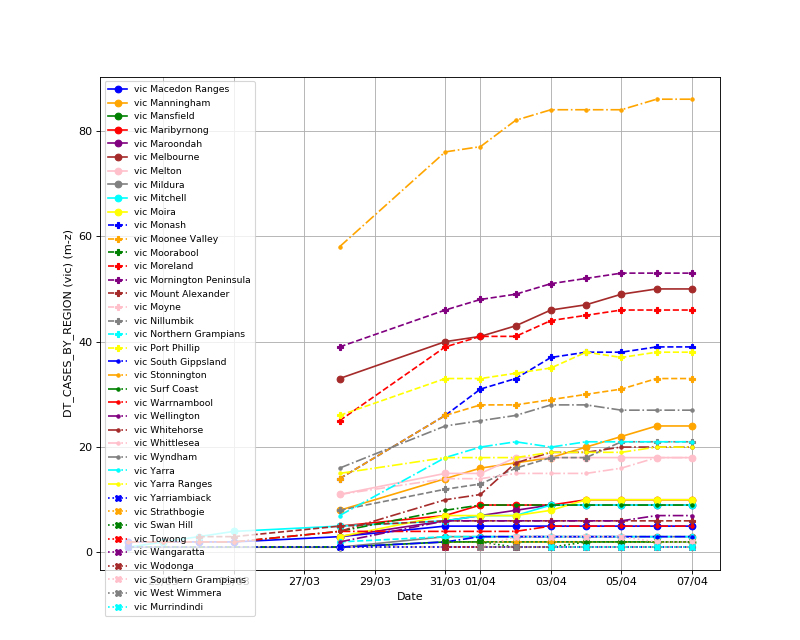 DT_CASES_BY_REGION (vic) (m-z)
80
60
40
20
0
vic Macedon Ranges
vic Manningham
vic Mansfield
vic Maribyrnong
vic Maroondah
vic Melbourne
vic Melton
vic Mildura
vic Mitchell
vic Moira
vic Monash
vic Moonee Valley
vic Moorabool
vic Moreland
vic Mornington Peninsula
vic Mount Alexander
vic Moyne
vic Nillumbik
vic Northern Grampians
vic Port Phillip
vic South Gippsland
vic Stonnington
vic Surf Coast
vic Warrnambool
vic Wellington
vic Whitehorse
vic Whittlesea
vic Wyndham
vic Yarra
vic Yarra Ranges
vic Yarriambiack
vic Strathbogie
vic Swan Hill
vic Towong
vic Wangaratta
vic Wodonga
vic Southern Grampians
vic West Wimmera
vic Murrindindi
27/03 29/03 31/03 01/04 03/04 05/04 07/04
Date